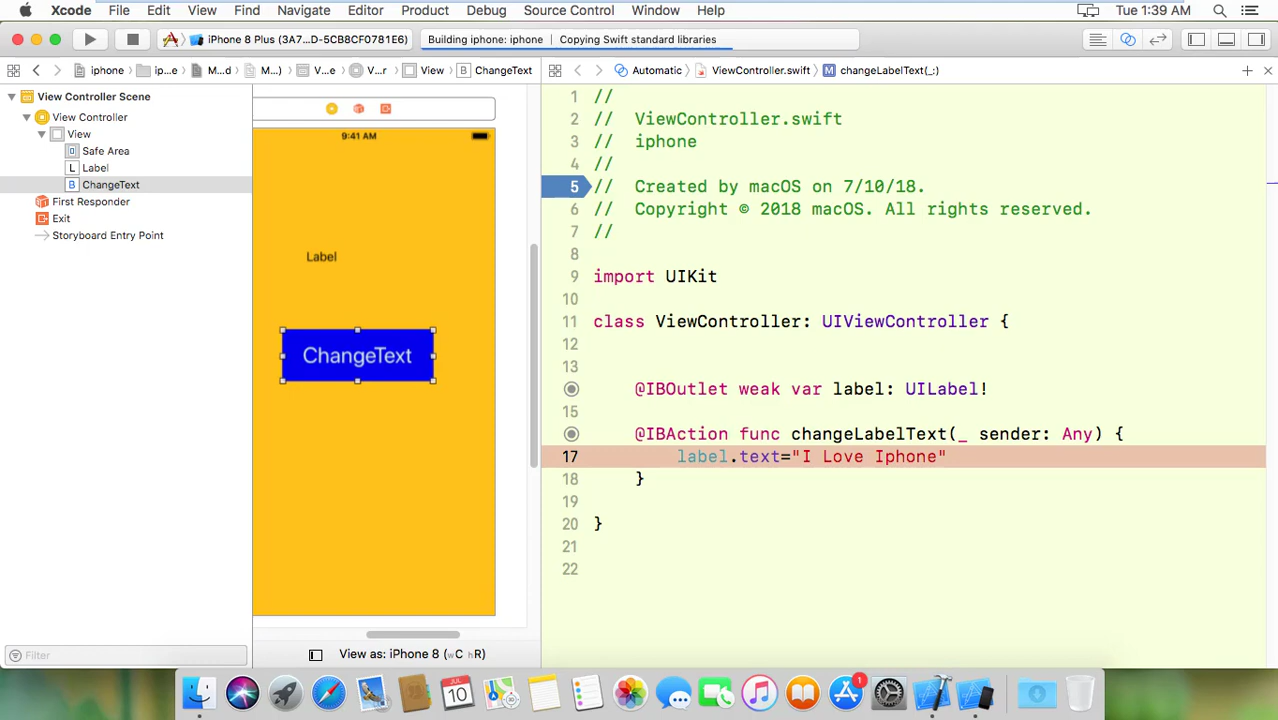 Xcode File Edit View Find Navigate Editor Product Debug Source Control Window Help Tue 1:39 AM
iPhone 8 Plus (3A7...D-5CB8CF0781E6) Building iphone: iphone | Copying Swift standard libraries
iphone ip...e M...d M...) V...e V...r View B ChangeText Automatic ViewController.swift M changeLabelText(_:)
View Controller Scene
View Controller
View
Safe Area
L Label
B ChangeText
First Responder
Exit
Storyboard Entry Point
Filter
9:41 AM
Label
ChangeText
View as: iPhone 8 (wC hR)
1 //
2 // ViewController.swift
3 // iphone
4 //
5 // Created by macOS on 7/10/18.
6 // Copyright © 2018 macOS. All rights reserved.
7 //
8
9 import UIKit
10
11 class ViewController: UIViewController {
12
13
@IBOutlet weak var label: UILabel!
15
@IBAction func changeLabelText(_ sender: Any) {
17 label.text="I Love Iphone"
18 }
19
20 }
21
22
JUL 10
1